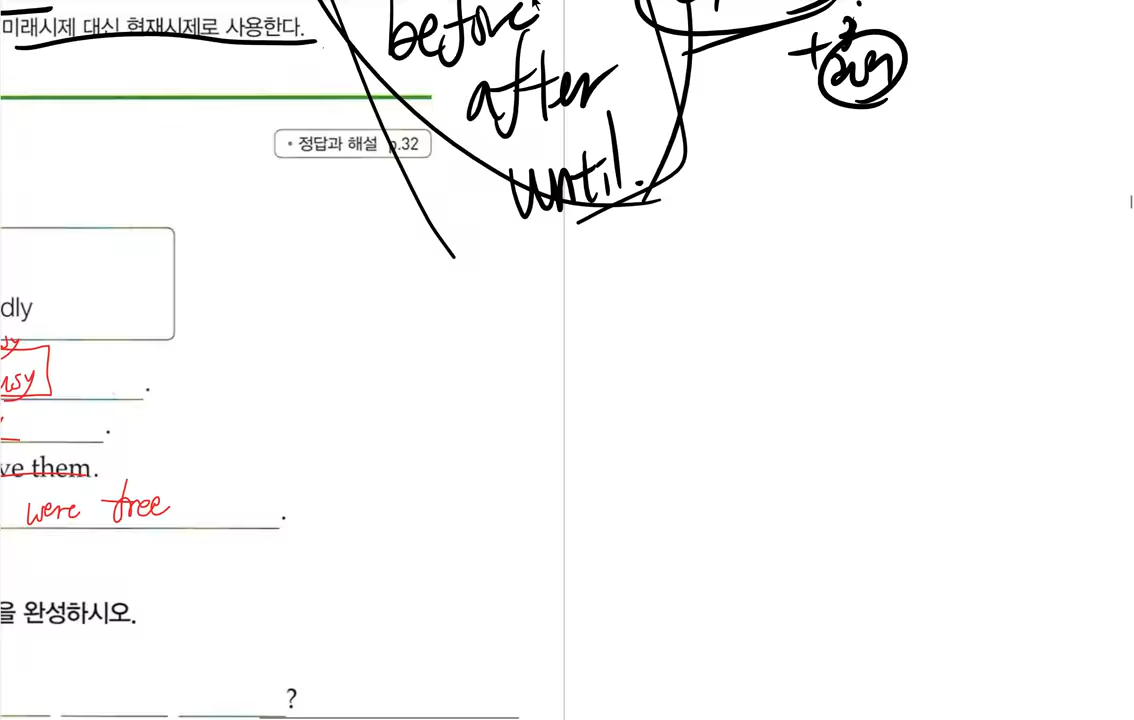 미래시제 대신 현재시제로 사용한다.
before
after
until.
• 정답과 해설 p.32
dly
.
.
ve them.
were free .
을 완성하시오.
?